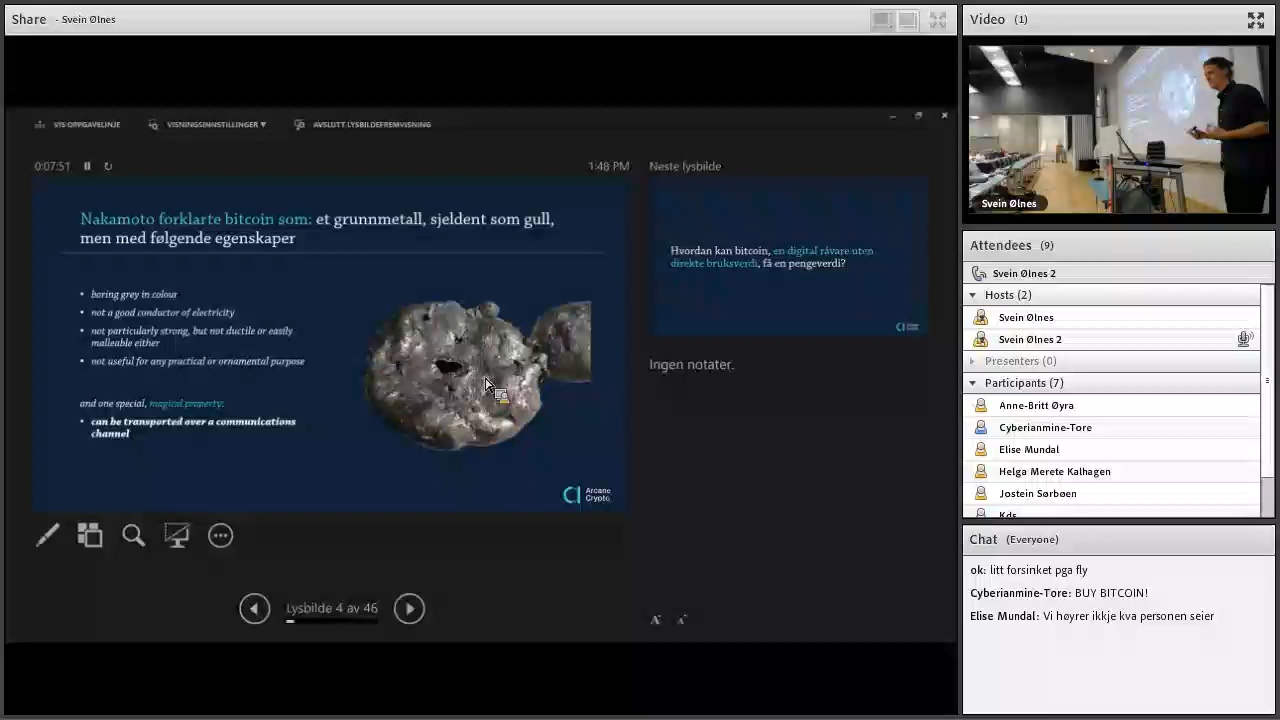 Share - Svein Ølnes
VIS OPPGAVELINJE VISNINGSINNSTILLINGER AVSLUTT LYSBILDEFREMVISNING
0:07:51 1:48 PM
Nakamoto forklarte bitcoin som: et grunnmetall, sjeldent som gull,
men med følgende egenskaper
• boring grey in colour
• not a good conductor of electricity
• not particularly strong, but not ductile or easily
malleable either
• not useful for any practical or ornamental purpose
and one special, magical property:
• can be transported over a communications
channel
Arcane
Crypto
Lysbilde 4 av 46
Neste lysbilde
Hvordan kan bitcoin, en digital råvare uten
direkte bruksverdi, få en pengeverdi?
Ingen notater.
A A
Video (1)
Svein Ølnes
Attendees (9)
Svein Ølnes 2
Hosts (2)
Svein Ølnes
Svein Ølnes 2
Presenters (0)
Participants (7)
Anne-Britt Øyra
Cyberianmine-Tore
Elise Mundal
Helga Merete Kalhagen
Jostein Sørbøen
Kds
Chat (Everyone)
ok: litt forsinket pga fly
Cyberianmine-Tore: BUY BITCOIN!
Elise Mundal: Vi høyrer ikkje kva personen seier